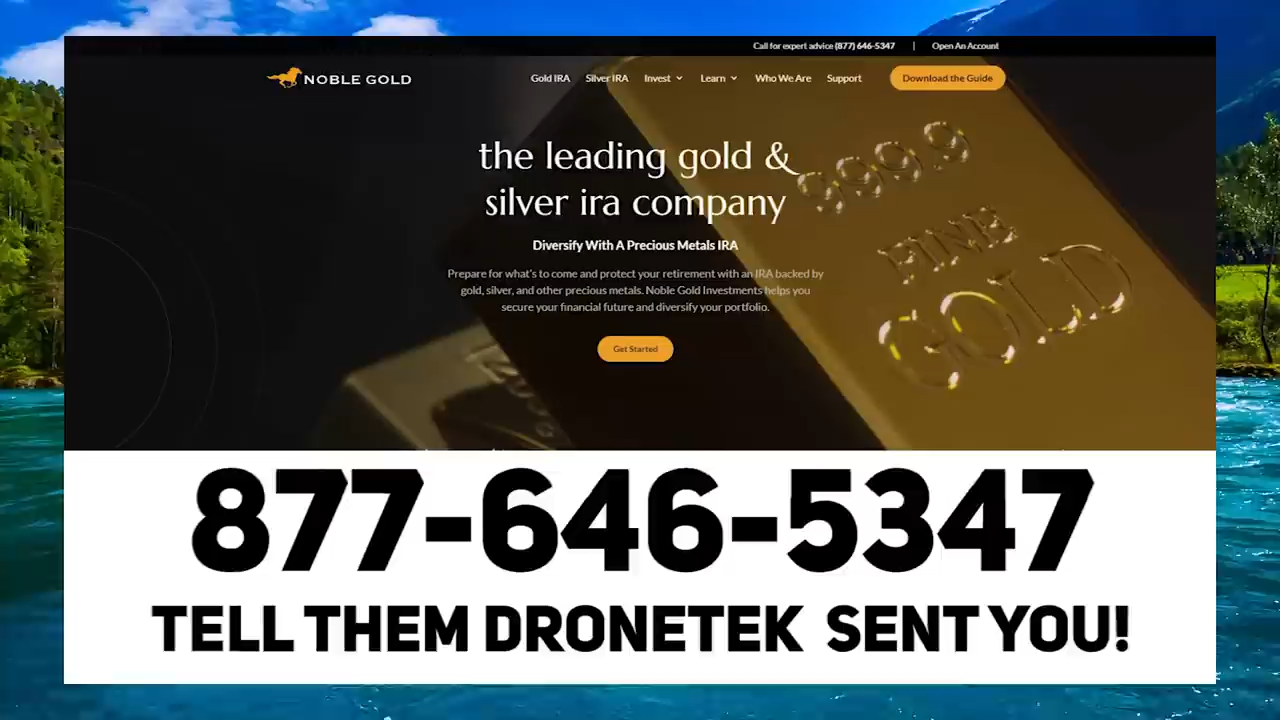 Call for expert advice (877) 646-5347 | Open An Account
NOBLE GOLD Gold IRA Silver IRA Invest Learn Who We Are Support Download the Guide
999.9
FINE
GOLD
the leading gold &
silver ira company
Diversify With A Precious Metals IRA
Prepare for what's to come and protect your retirement with an IRA backed by
gold, silver, and other precious metals. Noble Gold Investments helps you
secure your financial future and diversify your portfolio.
Get Started
877-646-5347
TELL THEM DRONETEK SENT YOU!